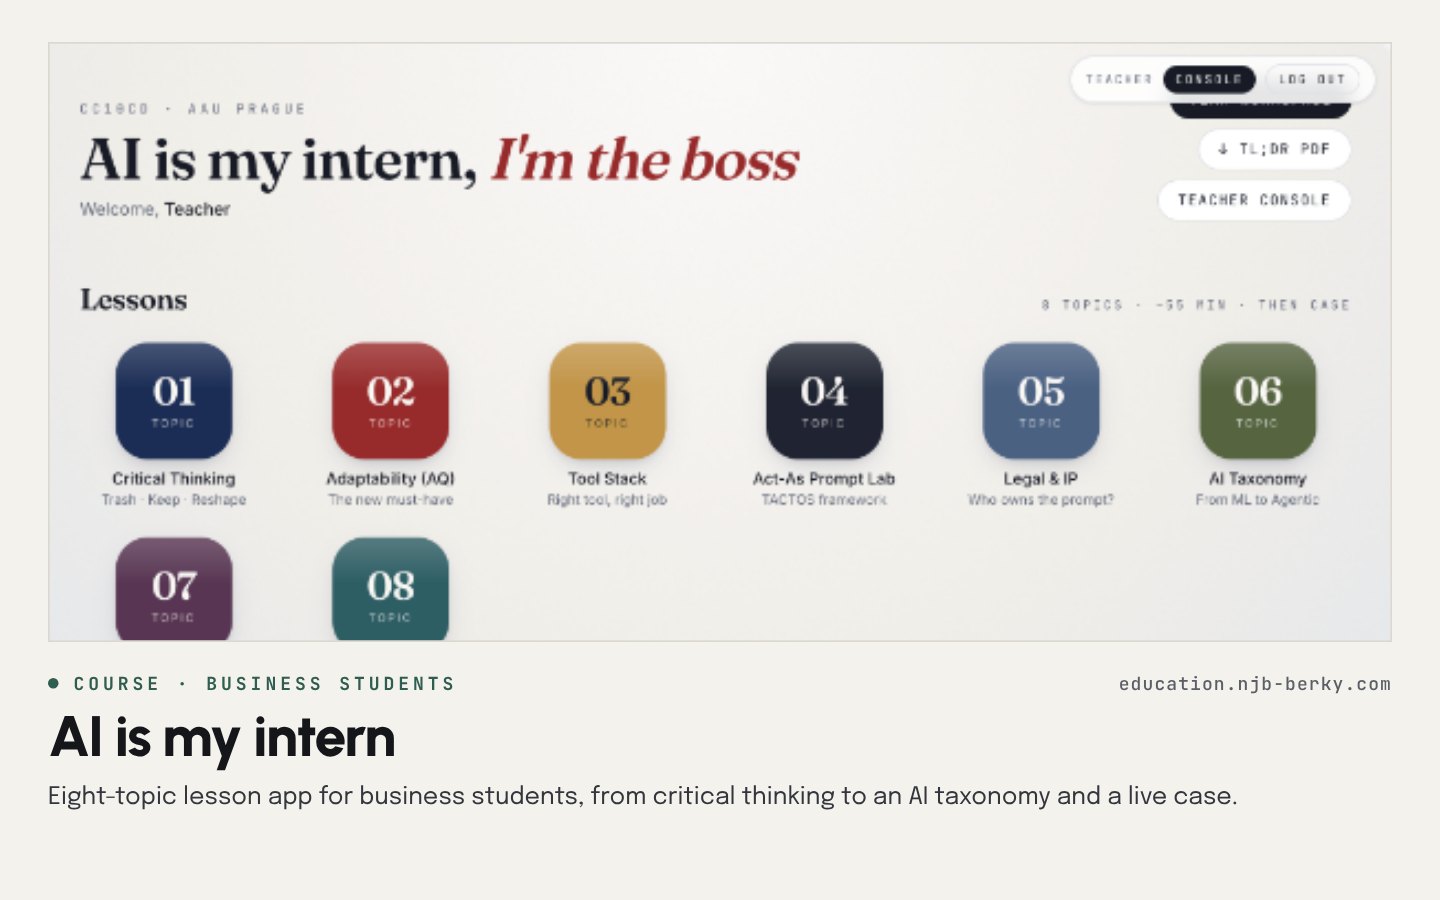 TEACHER CONSOLE LOG OUT
AAU PRAGUE
AI is my intern, I'm the boss
↓ TL;DR PDF
Welcome, Teacher
TEACHER CONSOLE
Lessons
8 TOPICS · ~55 MIN · THEN CASE
01 02 03 04 05 06
TOPIC TOPIC TOPIC TOPIC TOPIC TOPIC
Critical Thinking Adaptability (AQ) Tool Stack Act-As Prompt Lab Legal & IP AI Taxonomy
Trash · Keep · Reshape The new must-have Right tool, right job TACTOS framework Who owns the prompt? From ML to Agentic
07 08
TOPIC TOPIC
COURSE · BUSINESS STUDENTS
education.njb-berky.com
AI is my intern
Eight-topic lesson app for business students, from critical thinking to an AI taxonomy and a live case.